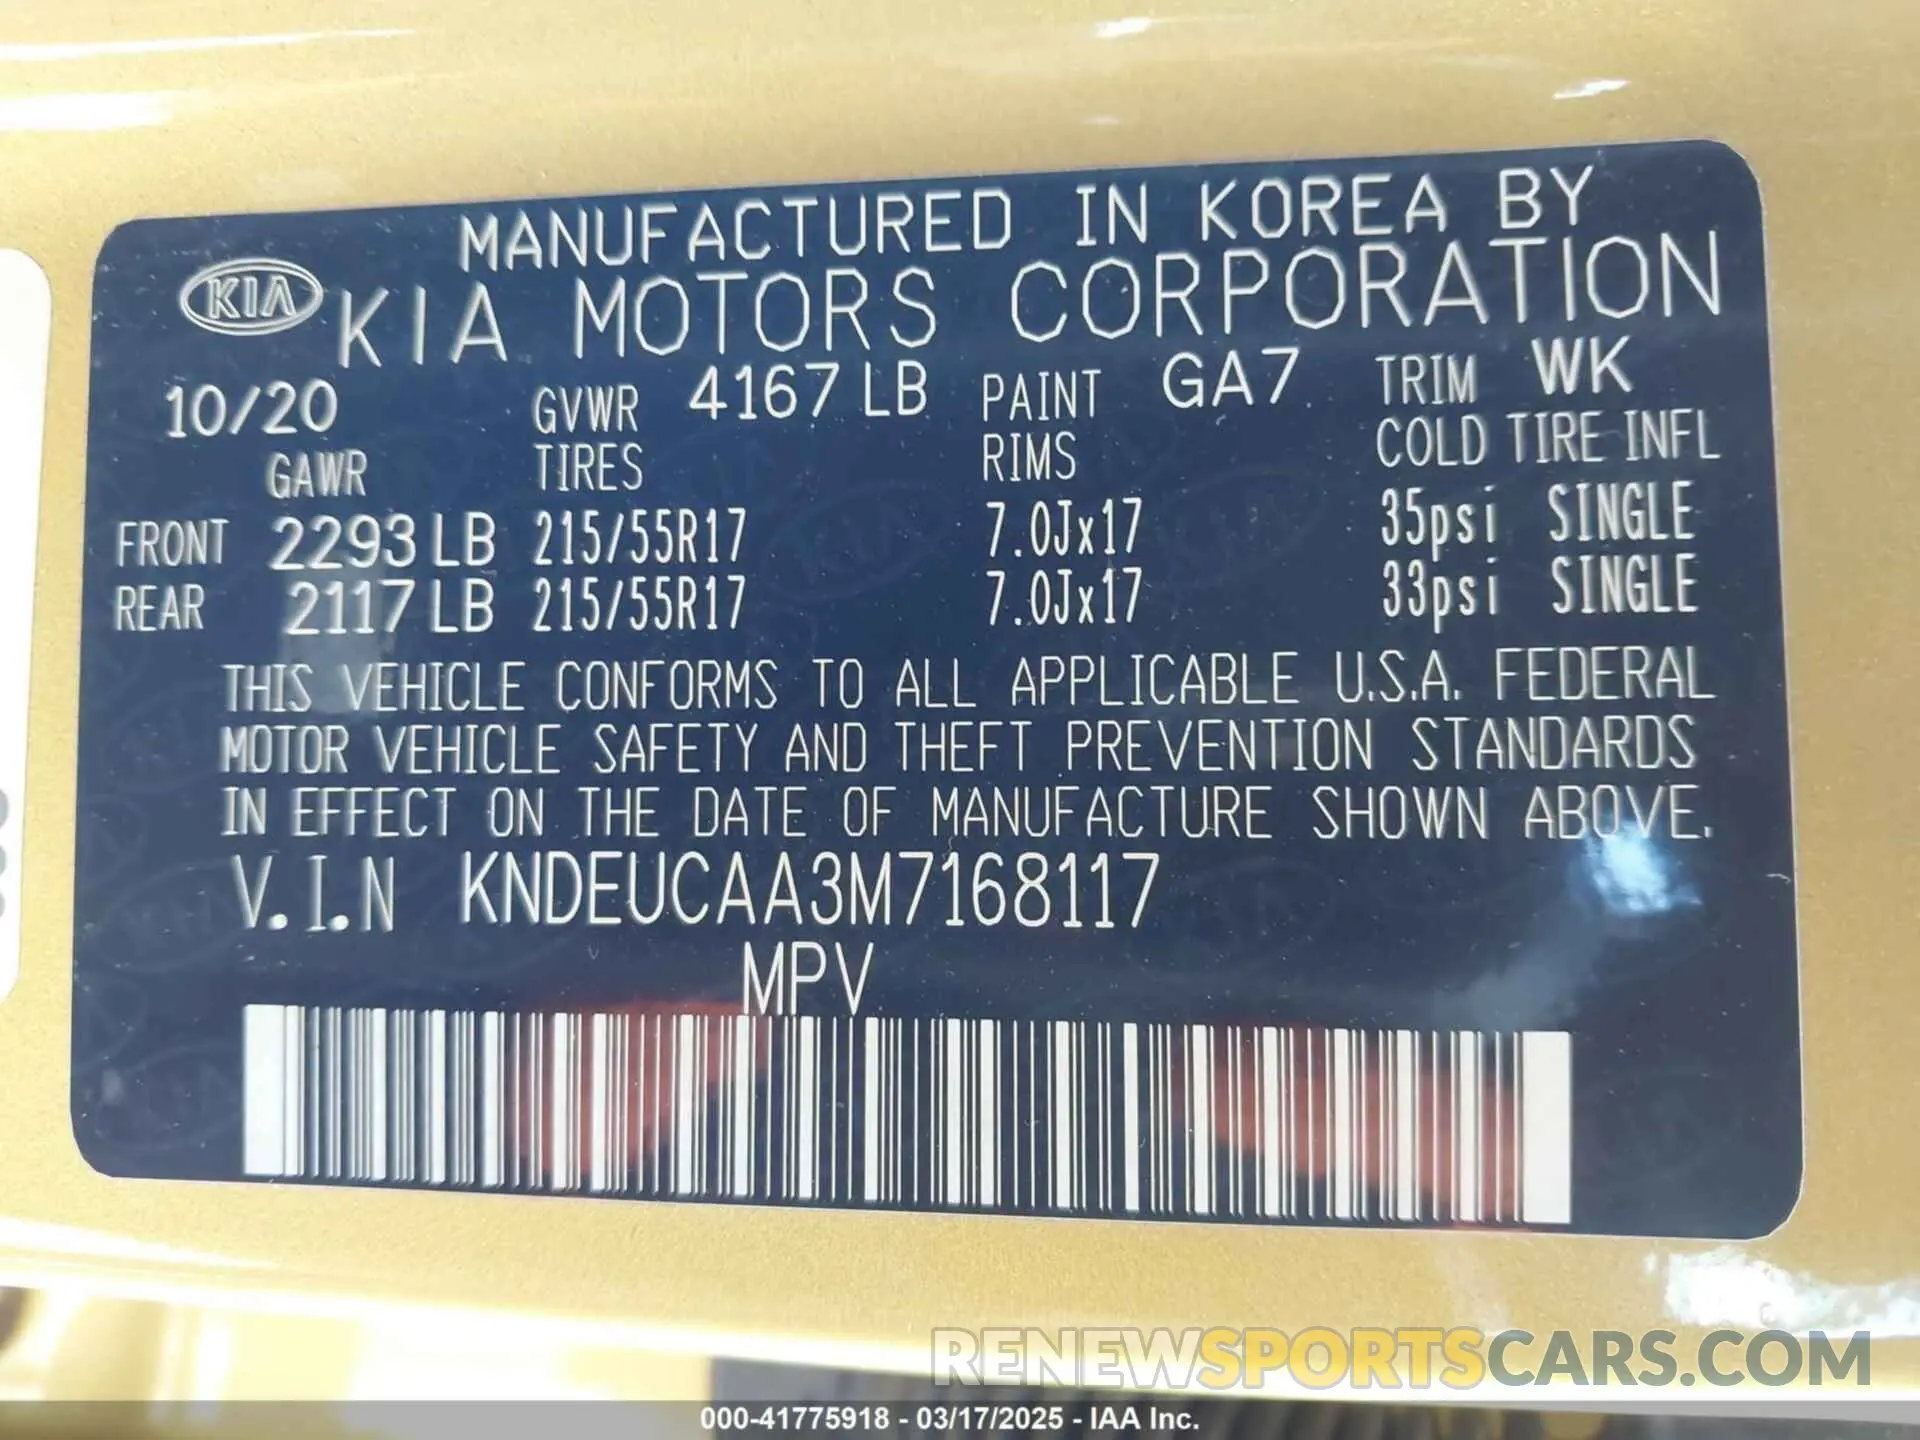 MANUFACTURED IN KOREA BY
KIA KIA MOTORS CORPORATION
10/20 GVWR 4167 LB PAINT GA7 TRIM WK
GAWR TIRES RIMS COLD TIRE INFL
FRONT 2293 LB 215/55R17 7.0Jx17 35psi SINGLE
REAR 2117 LB 215/55R17 7.0Jx17 33psi SINGLE
THIS VEHICLE CONFORMS TO ALL APPLICABLE U.S.A. FEDERAL
MOTOR VEHICLE SAFETY AND THEFT PREVENTION STANDARDS
IN EFFECT ON THE DATE OF MANUFACTURE SHOWN ABOVE.
V.I.N KNDEUCAA3M7168117
MPV
RENEWSPORTSCARS.COM
000-41775918 - 03/17/2025 - IAA Inc.